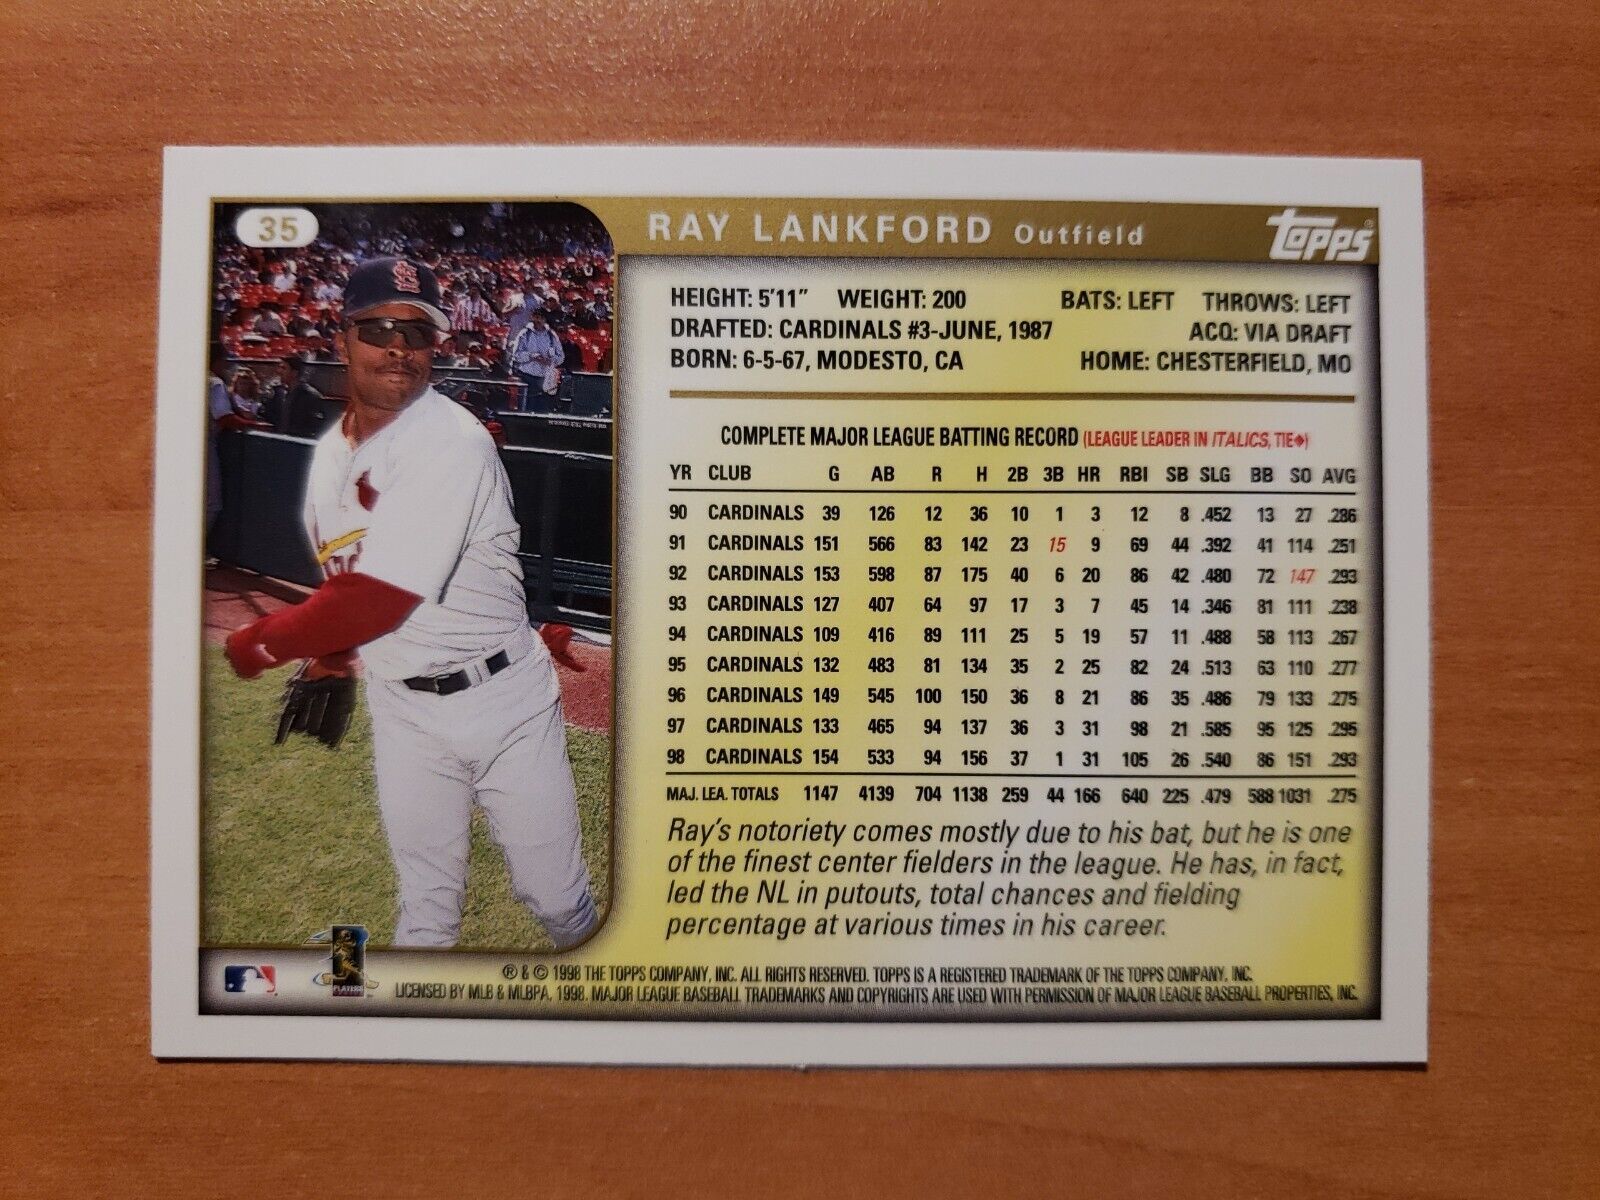 35
RAY LANKFORD Outfield
TOPPS
HEIGHT: 5'11" WEIGHT: 200 BATS: LEFT THROWS: LEFT
DRAFTED: CARDINALS #3-JUNE, 1987 ACQ: VIA DRAFT
BORN: 6-5-67, MODESTO, CA HOME: CHESTERFIELD, MO
COMPLETE MAJOR LEAGUE BATTING RECORD (LEAGUE LEADER IN ITALICS, TIE♦)
YR CLUB G AB R H 2B 3B HR RBI SB SLG BB SO AVG
90 CARDINALS 39 126 12 36 10 1 3 12 8 .452 13 27 .286
91 CARDINALS 151 566 83 142 23 15 9 69 44 .392 41 114 .251
92 CARDINALS 153 598 87 175 40 6 20 86 42 .480 72 147 .293
93 CARDINALS 127 407 64 97 17 3 7 45 14 .346 81 111 .238
94 CARDINALS 109 416 89 111 25 5 19 57 11 .488 58 113 .267
95 CARDINALS 132 483 81 134 35 2 25 82 24 .513 63 110 .277
96 CARDINALS 149 545 100 150 36 8 21 86 35 .486 79 133 .275
97 CARDINALS 133 465 94 137 36 3 31 98 21 .585 95 125 .295
98 CARDINALS 154 533 94 156 37 1 31 105 26 .540 86 151 .293
MAJ. LEA. TOTALS 1147 4139 704 1138 259 44 166 640 225 .479 588 1031 .275
Ray's notoriety comes mostly due to his bat, but he is one
of the finest center fielders in the league. He has, in fact,
led the NL in putouts, total chances and fielding
percentage at various times in his career.
PLAYERS
® & © 1998 THE TOPPS COMPANY, INC. ALL RIGHTS RESERVED. TOPPS IS A REGISTERED TRADEMARK OF THE TOPPS COMPANY, INC.
LICENSED BY MLB & MLBPA, 1998. MAJOR LEAGUE BASEBALL TRADEMARKS AND COPYRIGHTS ARE USED WITH PERMISSION OF MAJOR LEAGUE BASEBALL PROPERTIES, INC.